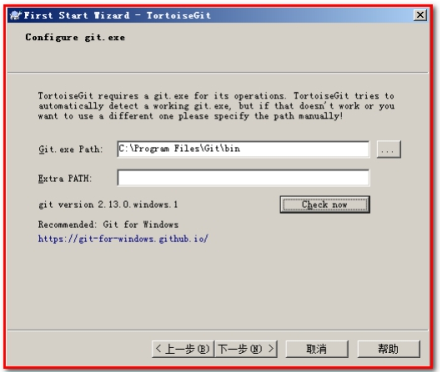 First Start Wizard - TortoiseGit
Configure git.exe
TortoiseGit requires a git.exe for its operations. TortoiseGit tries to
automatically detect a working git.exe, but if that doesn't work or you
want to use a different one please specify the path manually!
Git.exe Path: C:\Program Files\Git\bin ...
Extra PATH:
git version 2.13.0.windows.1 Check now
Recommended: Git for Windows
https://git-for-windows.github.io/
<上一步(B) 下一步(N) > 取消 帮助